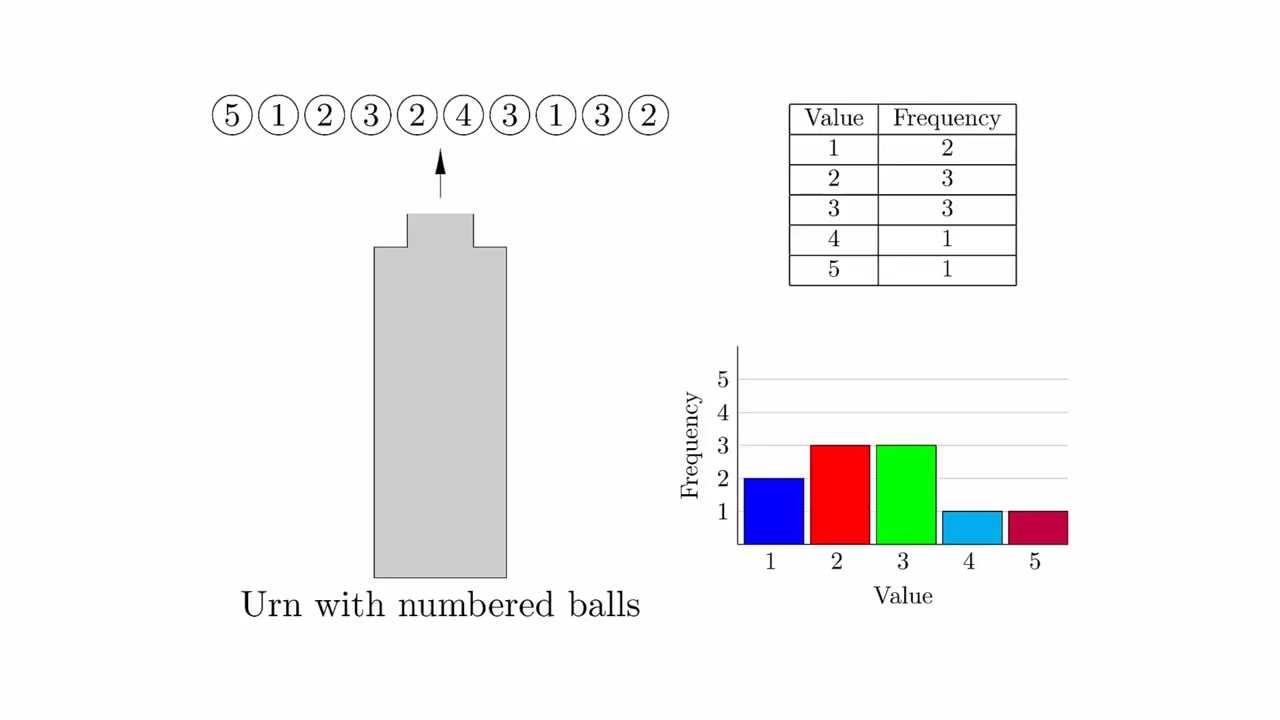 5 1 2 3 2 4 3 1 3 2
Urn with numbered balls
Value Frequency
1 2
2 3
3 3
4 1
5 1
Frequency
5
4
3
2
1
1 2 3 4 5
Value